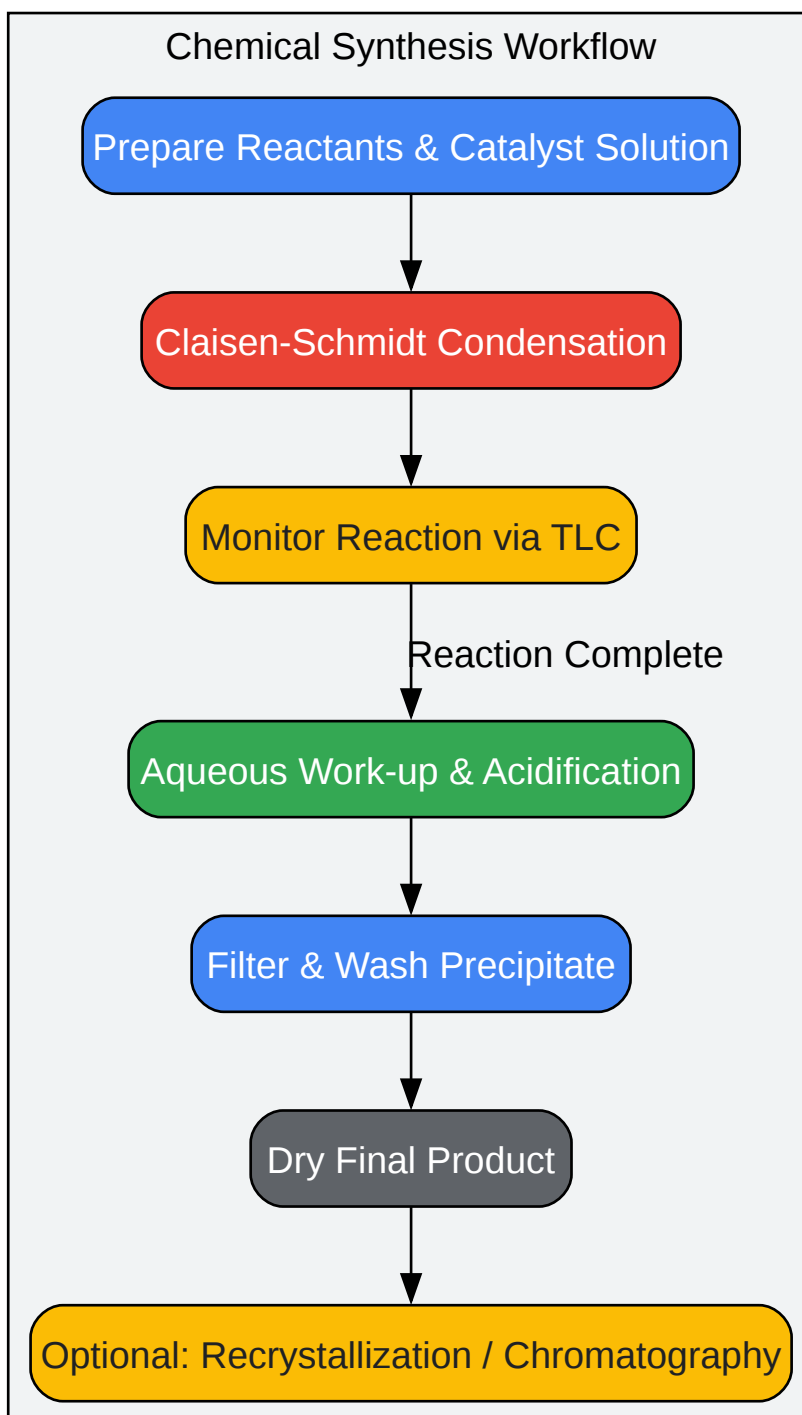 Chemical Synthesis Workflow
Prepare Reactants & Catalyst Solution
Claisen-Schmidt Condensation
Monitor Reaction via TLC
Reaction Complete
Aqueous Work-up & Acidification
Filter & Wash Precipitate
Dry Final Product
Optional: Recrystallization / Chromatography